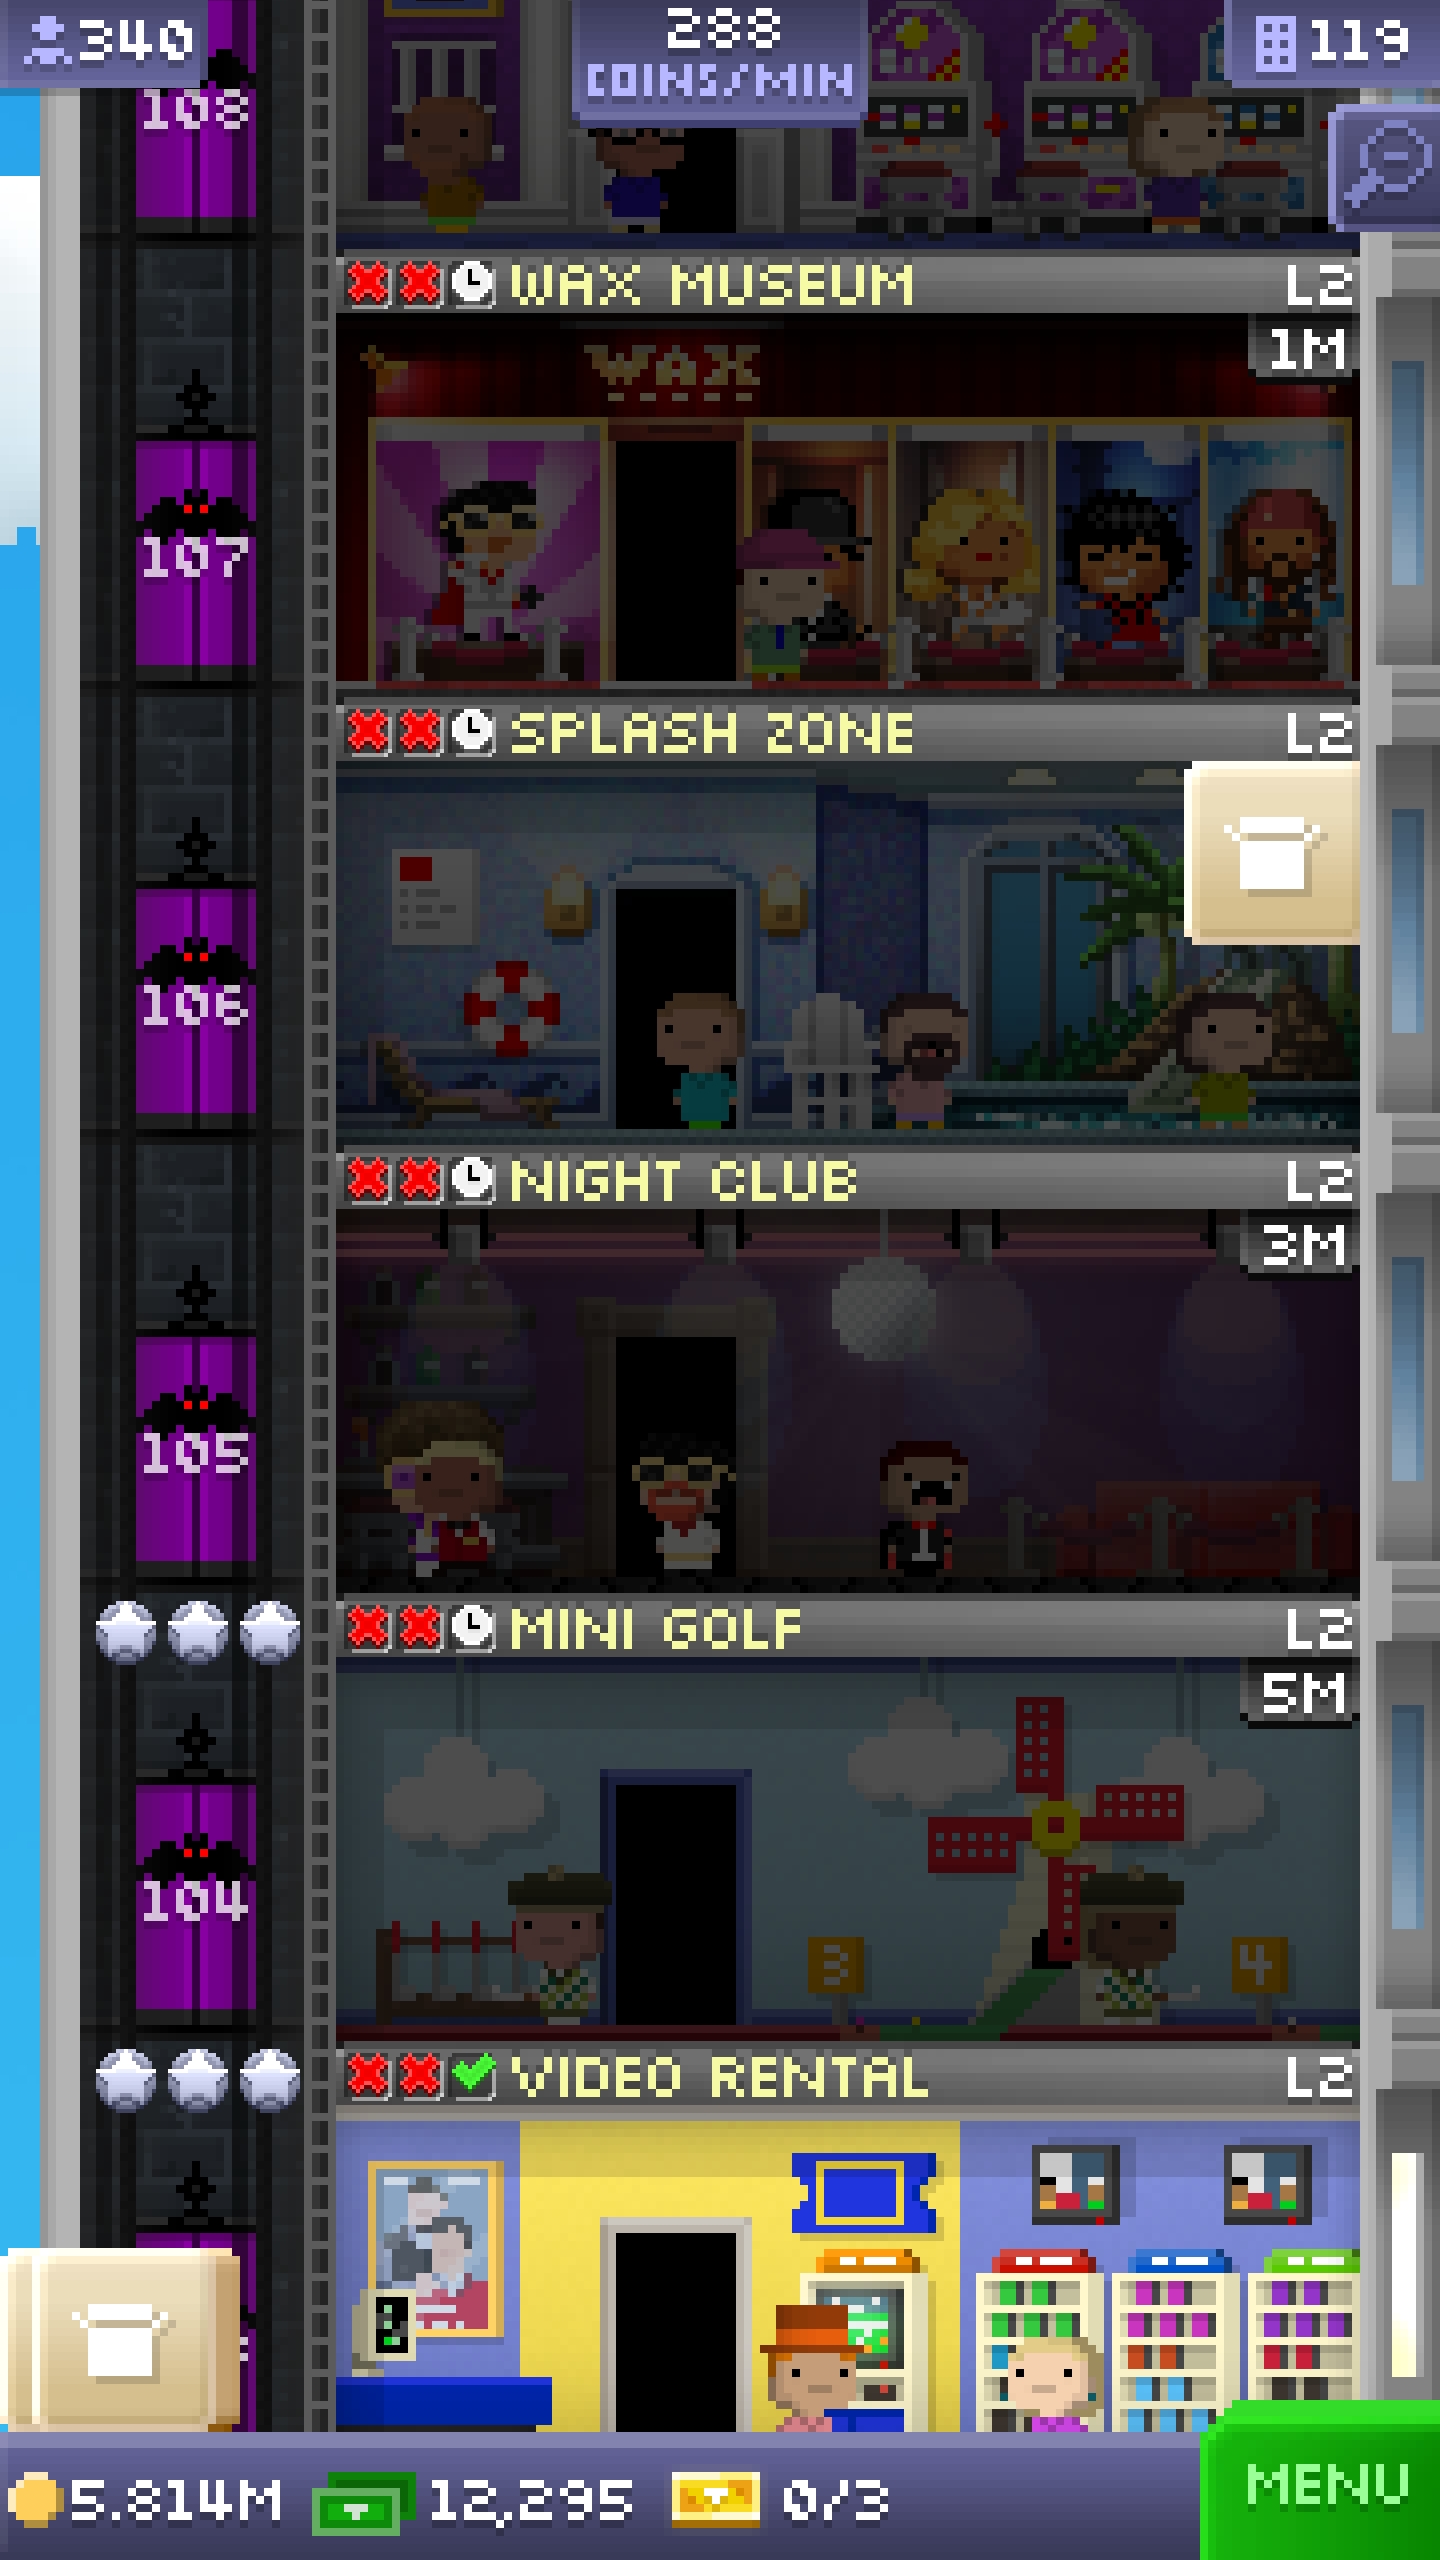 340
288
COINS/MIN
119
108
WAX MUSEUM L2
1M
WAX
107
SPLASH ZONE L2
106
NIGHT CLUB L2
3M
105
MINI GOLF L2
5M
104
3
4
VIDEO RENTAL L2
5.814M 12,295 0/3 MENU